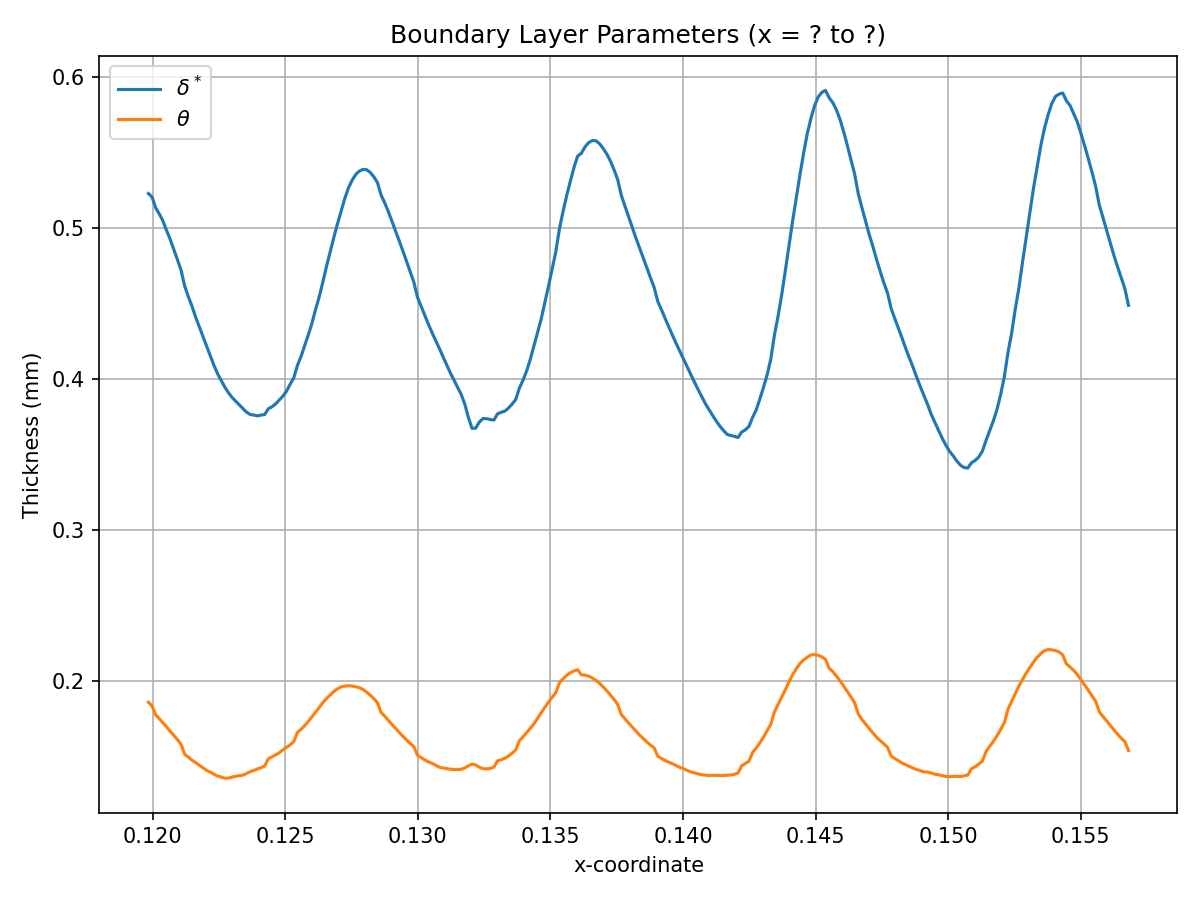 Boundary Layer Parameters (x = ? to ?)
δ*
θ
Thickness (mm)
0.6
0.5
0.4
0.3
0.2
0.120 0.125 0.130 0.135 0.140 0.145 0.150 0.155
x-coordinate